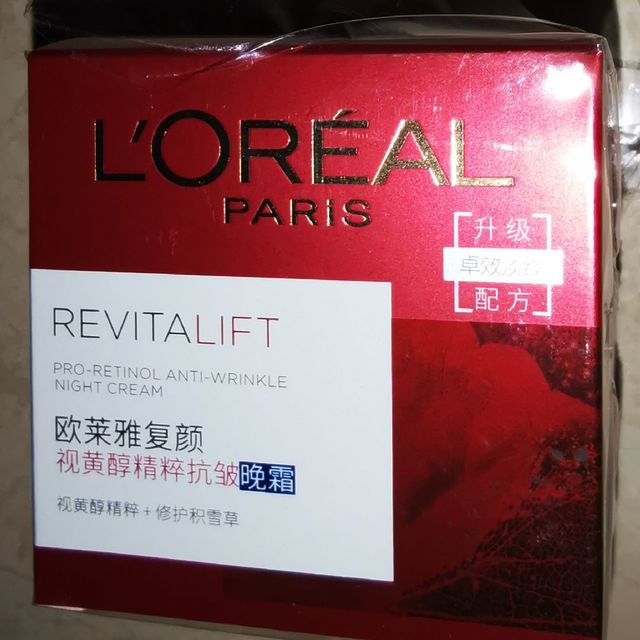 L'ORÉAL
PARiS
升级
卓效淡纹
配方
REVITALIFT
PRO-RETINOL ANTI-WRINKLE
NIGHT CREAM
欧莱雅复颜
视黄醇精粹抗皱晚霜
视黄醇精粹+修护积雪草